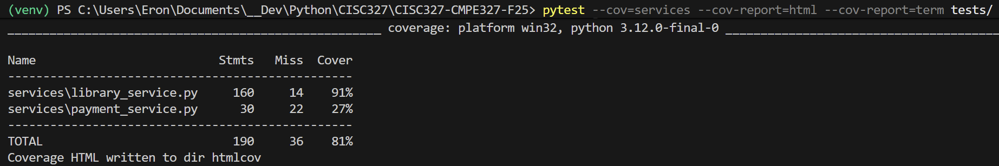 (venv) PS C:\Users\Eron\Documents\__Dev\Python\CISC327\CISC327-CMPE327-F25> pytest --cov=services --cov-report=html --cov-report=term tests/
_____________________________________________________ coverage: platform win32, python 3.12.0-final-0 _______________________________________
Name                          Stmts   Miss  Cover
-------------------------------------------------
services\library_service.py     160     14    91%
services\payment_service.py      30     22    27%
-------------------------------------------------
TOTAL                           190     36    81%
Coverage HTML written to dir htmlcov